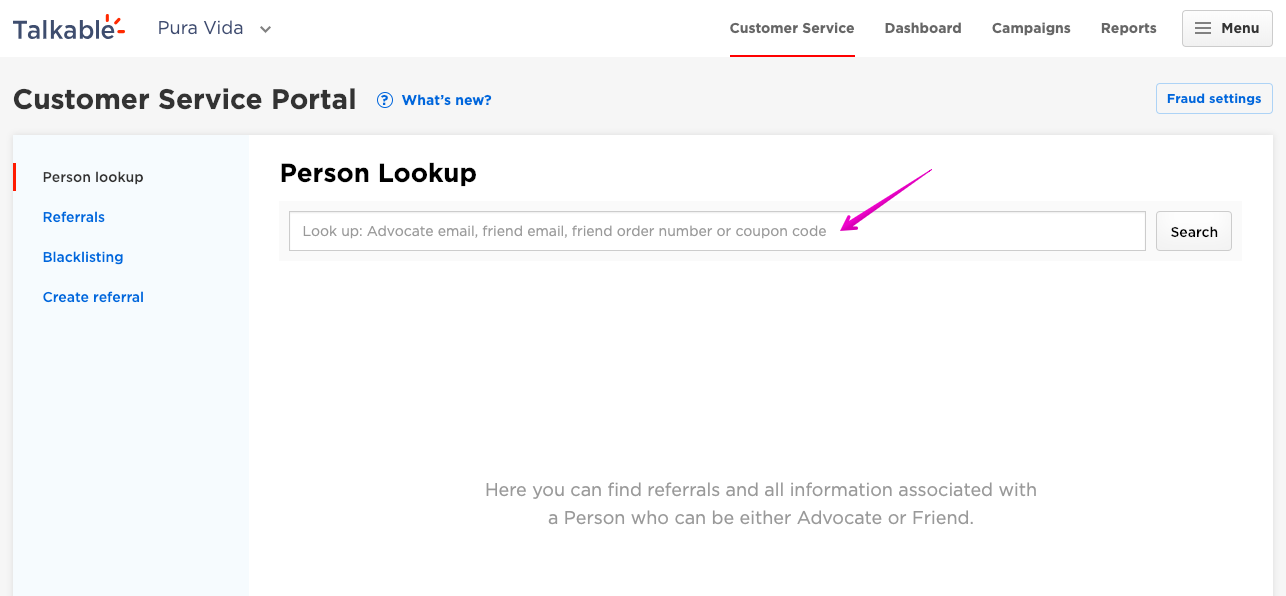 Talkable Pura Vida Customer Service Dashboard Campaigns Reports Menu
Customer Service Portal ? What's new? Fraud settings
Person lookup
Referrals
Blacklisting
Create referral
Person Lookup
Look up: Advocate email, friend email, friend order number or coupon code Search
Here you can find referrals and all information associated with
a Person who can be either Advocate or Friend.